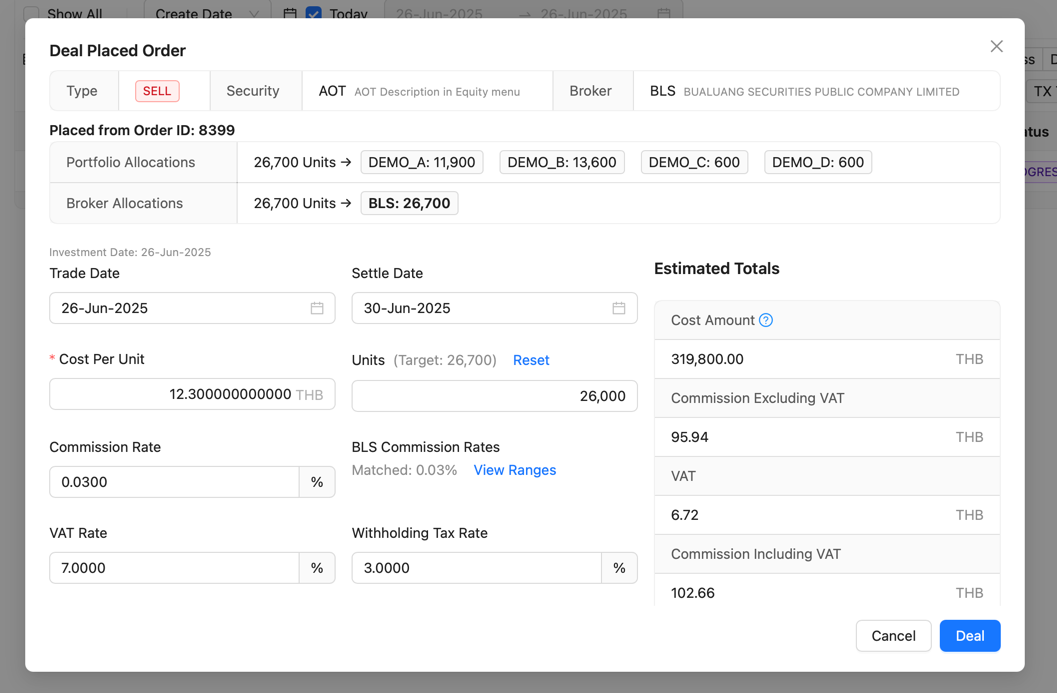 Show All Create Date Today 26-Jun-2025 → 26-Jun-2025
Deal Placed Order
Type SELL Security AOT AOT Description in Equity menu Broker BLS BUALUANG SECURITIES PUBLIC COMPANY LIMITED
TX
Placed from Order ID: 8399
Portfolio Allocations 26,700 Units → DEMO_A: 11,900 DEMO_B: 13,600 DEMO_C: 600 DEMO_D: 600
Broker Allocations 26,700 Units → BLS: 26,700
Investment Date: 26-Jun-2025
Trade Date Settle Date
26-Jun-2025 30-Jun-2025
* Cost Per Unit Units (Target: 26,700) Reset
12.300000000000 THB 26,000
Commission Rate BLS Commission Rates
Matched: 0.03% View Ranges
0.0300 %
VAT Rate Withholding Tax Rate
7.0000 % 3.0000 %
Estimated Totals
Cost Amount ?
319,800.00 THB
Commission Excluding VAT
95.94 THB
VAT
6.72 THB
Commission Including VAT
102.66 THB
Cancel Deal